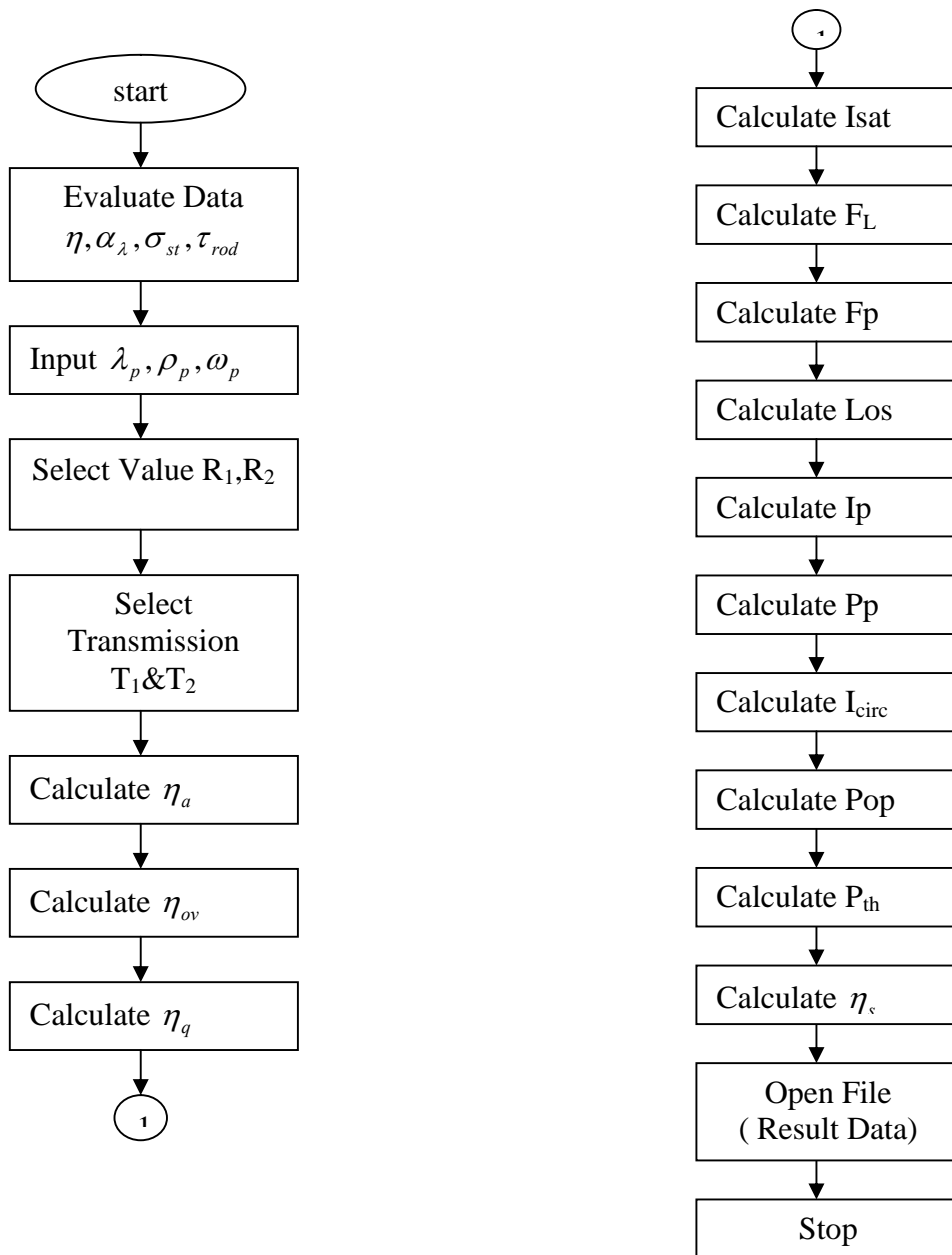 start
Evaluate Data
η, α_λ, σ_st, τ_rod
Input λ_p, ρ_p, ω_p
Select Value R₁,R₂
Select
Transmission
T₁&T₂
Calculate η_a
Calculate η_ov
Calculate η_q
1
1
Calculate Isat
Calculate F_L
Calculate Fp
Calculate Los
Calculate Ip
Calculate Pp
Calculate I_circ
Calculate Pop
Calculate P_th
Calculate η_s
Open File
( Result Data)
Stop